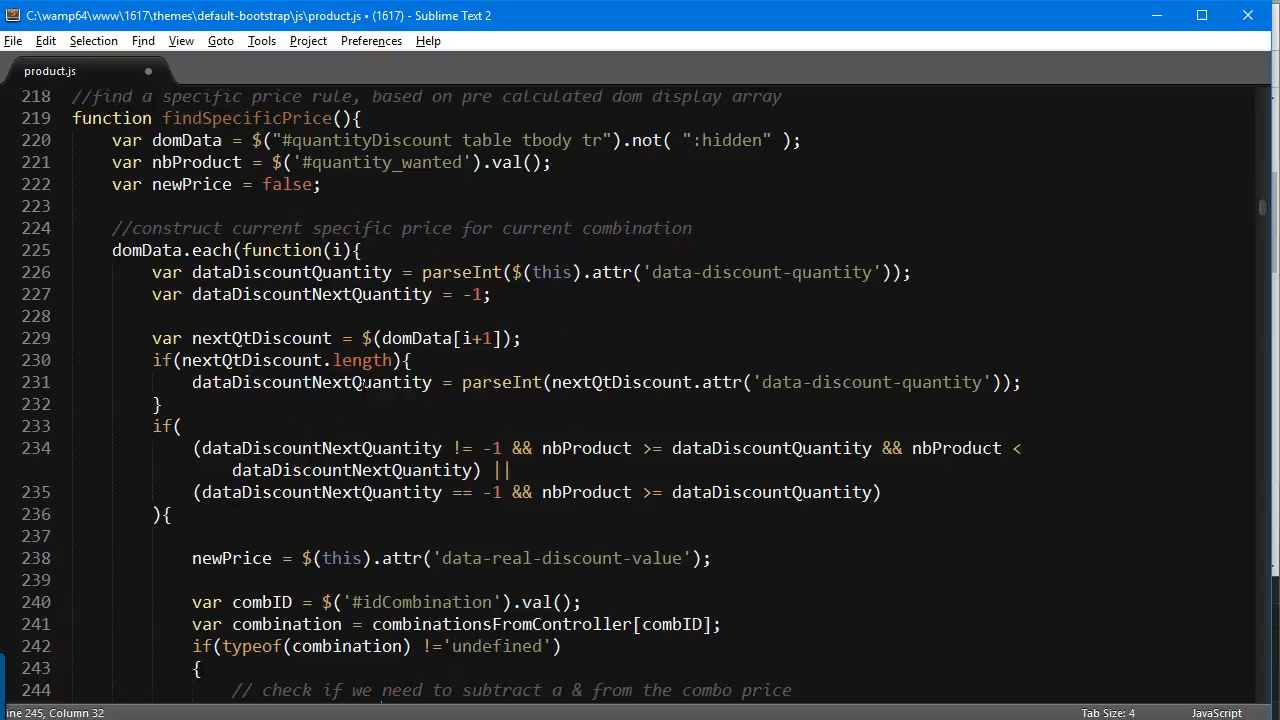 C:\wamp64\www\1617\themes\default-bootstrap\js\product.js • (1617) - Sublime Text 2
File Edit Selection Find View Goto Tools Project Preferences Help
product.js
218 //find a specific price rule, based on pre calculated dom display array
219 function findSpecificPrice(){
220 var domData = $("#quantityDiscount table tbody tr").not( ":hidden" );
221 var nbProduct = $('#quantity_wanted').val();
222 var newPrice = false;
223
224 //construct current specific price for current combination
225 domData.each(function(i){
226 var dataDiscountQuantity = parseInt($(this).attr('data-discount-quantity'));
227 var dataDiscountNextQuantity = -1;
228
229 var nextQtDiscount = $(domData[i+1]);
230 if(nextQtDiscount.length){
231 dataDiscountNextQuantity = parseInt(nextQtDiscount.attr('data-discount-quantity'));
232 }
233 if(
234 (dataDiscountNextQuantity != -1 && nbProduct >= dataDiscountQuantity && nbProduct <
dataDiscountNextQuantity) ||
235 (dataDiscountNextQuantity == -1 && nbProduct >= dataDiscountQuantity)
236 ){
237
238 newPrice = $(this).attr('data-real-discount-value');
239
240 var combID = $('#idCombination').val();
241 var combination = combinationsFromController[combID];
242 if(typeof(combination) !='undefined')
243 {
244 // check if we need to subtract a & from the combo price
ine 245, Column 32 Tab Size: 4 JavaScript